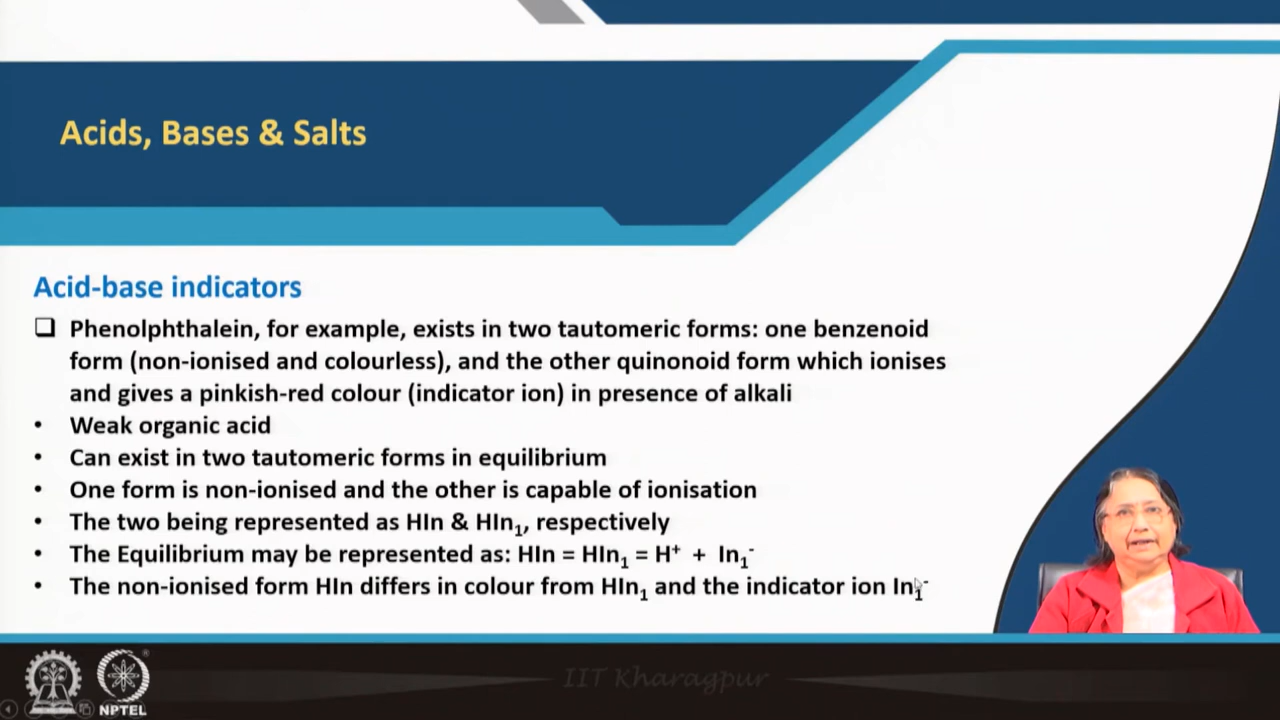 Acids, Bases & Salts
Acid-base indicators
❑ Phenolphthalein, for example, exists in two tautomeric forms: one benzenoid
form (non-ionised and colourless), and the other quinonoid form which ionises
and gives a pinkish-red colour (indicator ion) in presence of alkali
• Weak organic acid
• Can exist in two tautomeric forms in equilibrium
• One form is non-ionised and the other is capable of ionisation
• The two being represented as HIn & HIn₁, respectively
• The Equilibrium may be represented as: HIn = HIn₁ = H⁺ + In₁⁻
• The non-ionised form HIn differs in colour from HIn₁ and the indicator ion In₁⁻
IIT Kharagpur
NPTEL